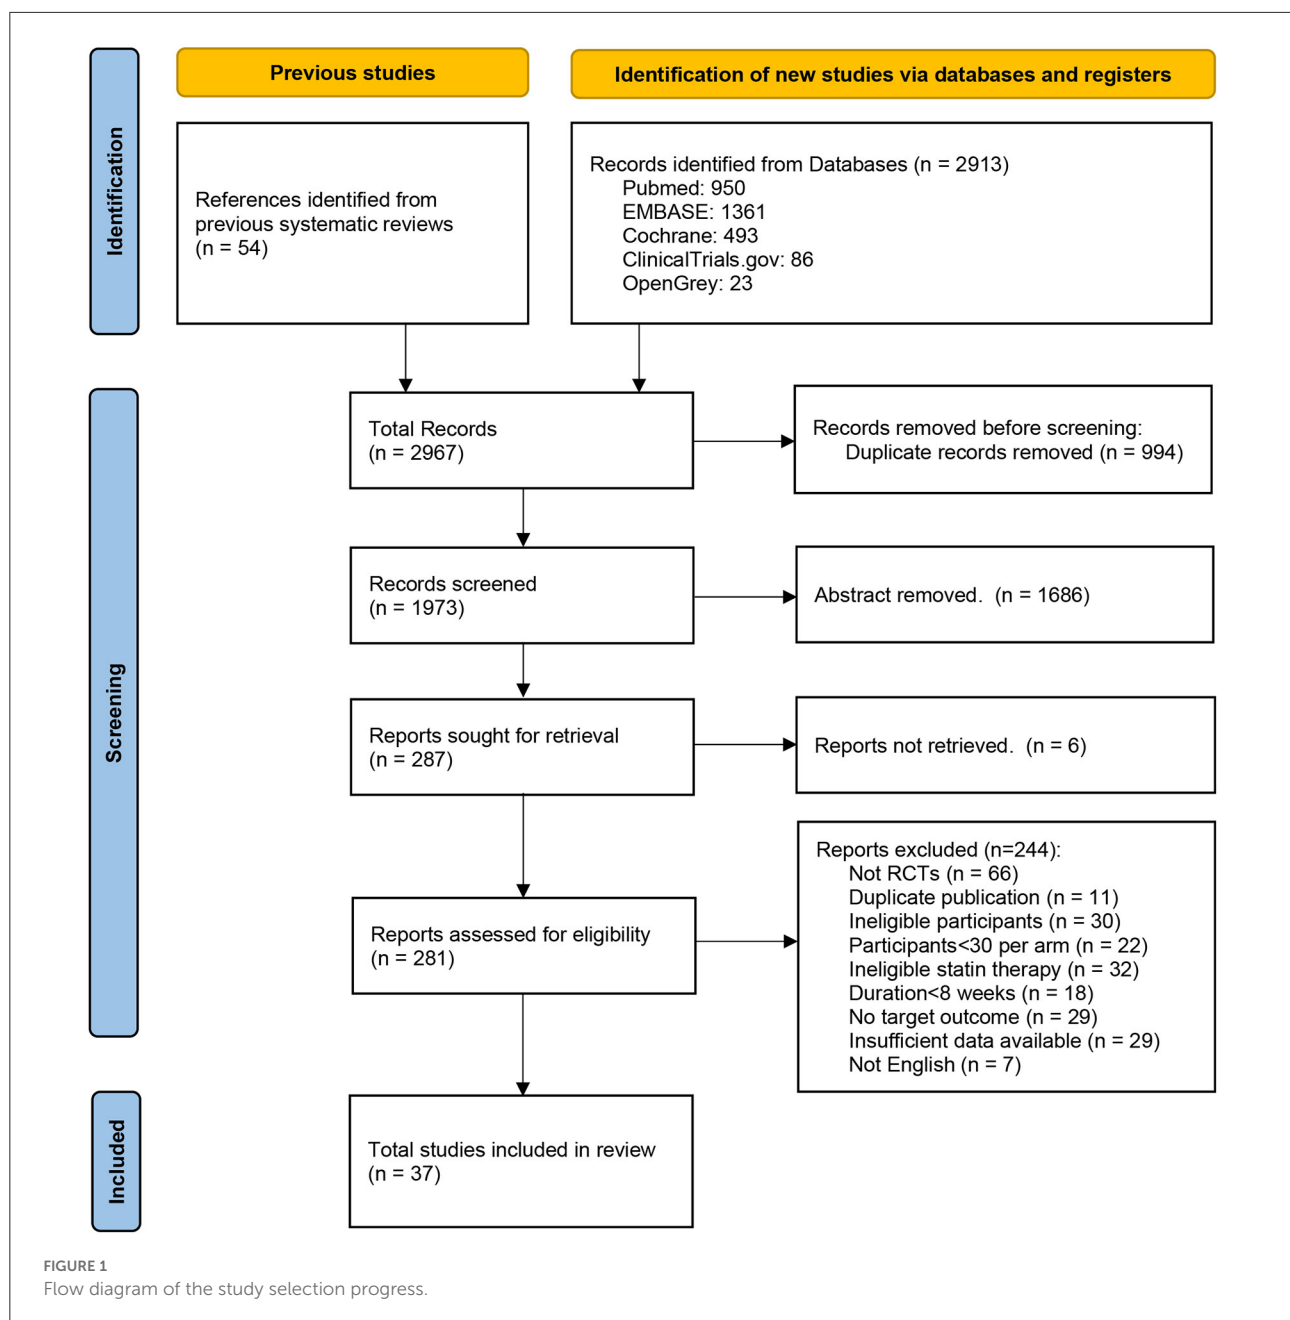 Previous studies
Identification of new studies via databases and registers
Identification
References identified from
previous systematic reviews
(n = 54)
Records identified from Databases (n = 2913)
Pubmed: 950
EMBASE: 1361
Cochrane: 493
ClinicalTrials.gov: 86
OpenGrey: 23
Screening
Total Records
(n = 2967)
Records removed before screening:
Duplicate records removed (n = 994)
Records screened
(n = 1973)
Abstract removed. (n = 1686)
Reports sought for retrieval
(n = 287)
Reports not retrieved. (n = 6)
Reports assessed for eligibility
(n = 281)
Reports excluded (n=244):
Not RCTs (n = 66)
Duplicate publication (n = 11)
Ineligible participants (n = 30)
Participants<30 per arm (n = 22)
Ineligible statin therapy (n = 32)
Duration<8 weeks (n = 18)
No target outcome (n = 29)
Insufficient data available (n = 29)
Not English (n = 7)
Included
Total studies included in review
(n = 37)
FIGURE 1
Flow diagram of the study selection progress.